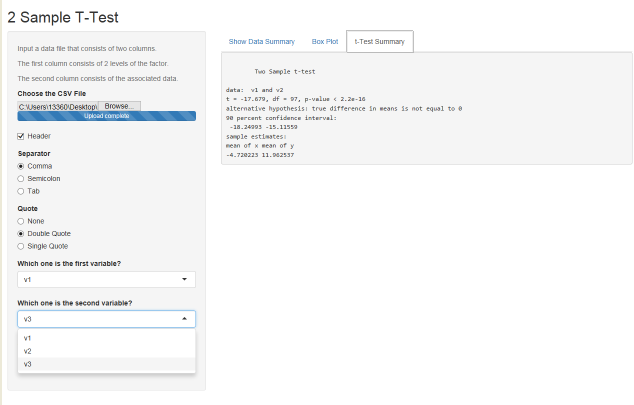 2 Sample T-Test
Input a data file that consists of two columns.
The first column consists of 2 levels of the factor.
The second column consists of the associated data.
Choose the CSV File
C:\Users\13360\Desktop\ Browse...
Upload complete
Header
Separator
Comma
Semicolon
Tab
Quote
None
Double Quote
Single Quote
Which one is the first variable?
v1
Which one is the second variable?
v3
v1
v2
v3
Show Data Summary Box Plot t-Test Summary
Two Sample t-test
data: v1 and v2
t = -17.679, df = 97, p-value < 2.2e-16
alternative hypothesis: true difference in means is not equal to 0
90 percent confidence interval:
-18.24993 -15.11559
sample estimates:
mean of x mean of y
-4.720223 11.962537